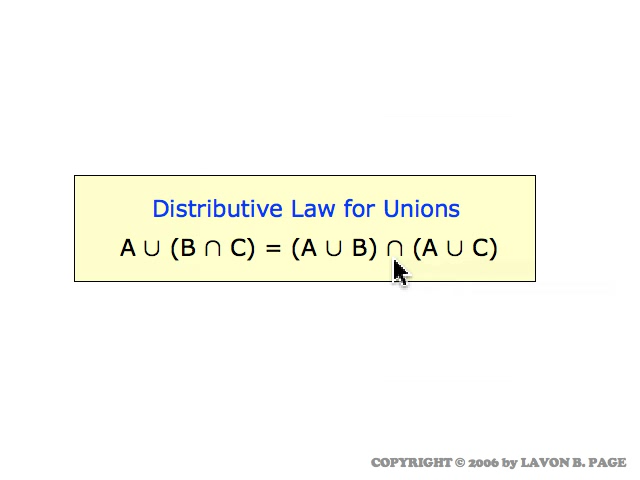 Distributive Law for Unions
A ∪ (B ∩ C) = (A ∪ B) ∩ (A ∪ C)
COPYRIGHT © 2006 by LAVON B. PAGE